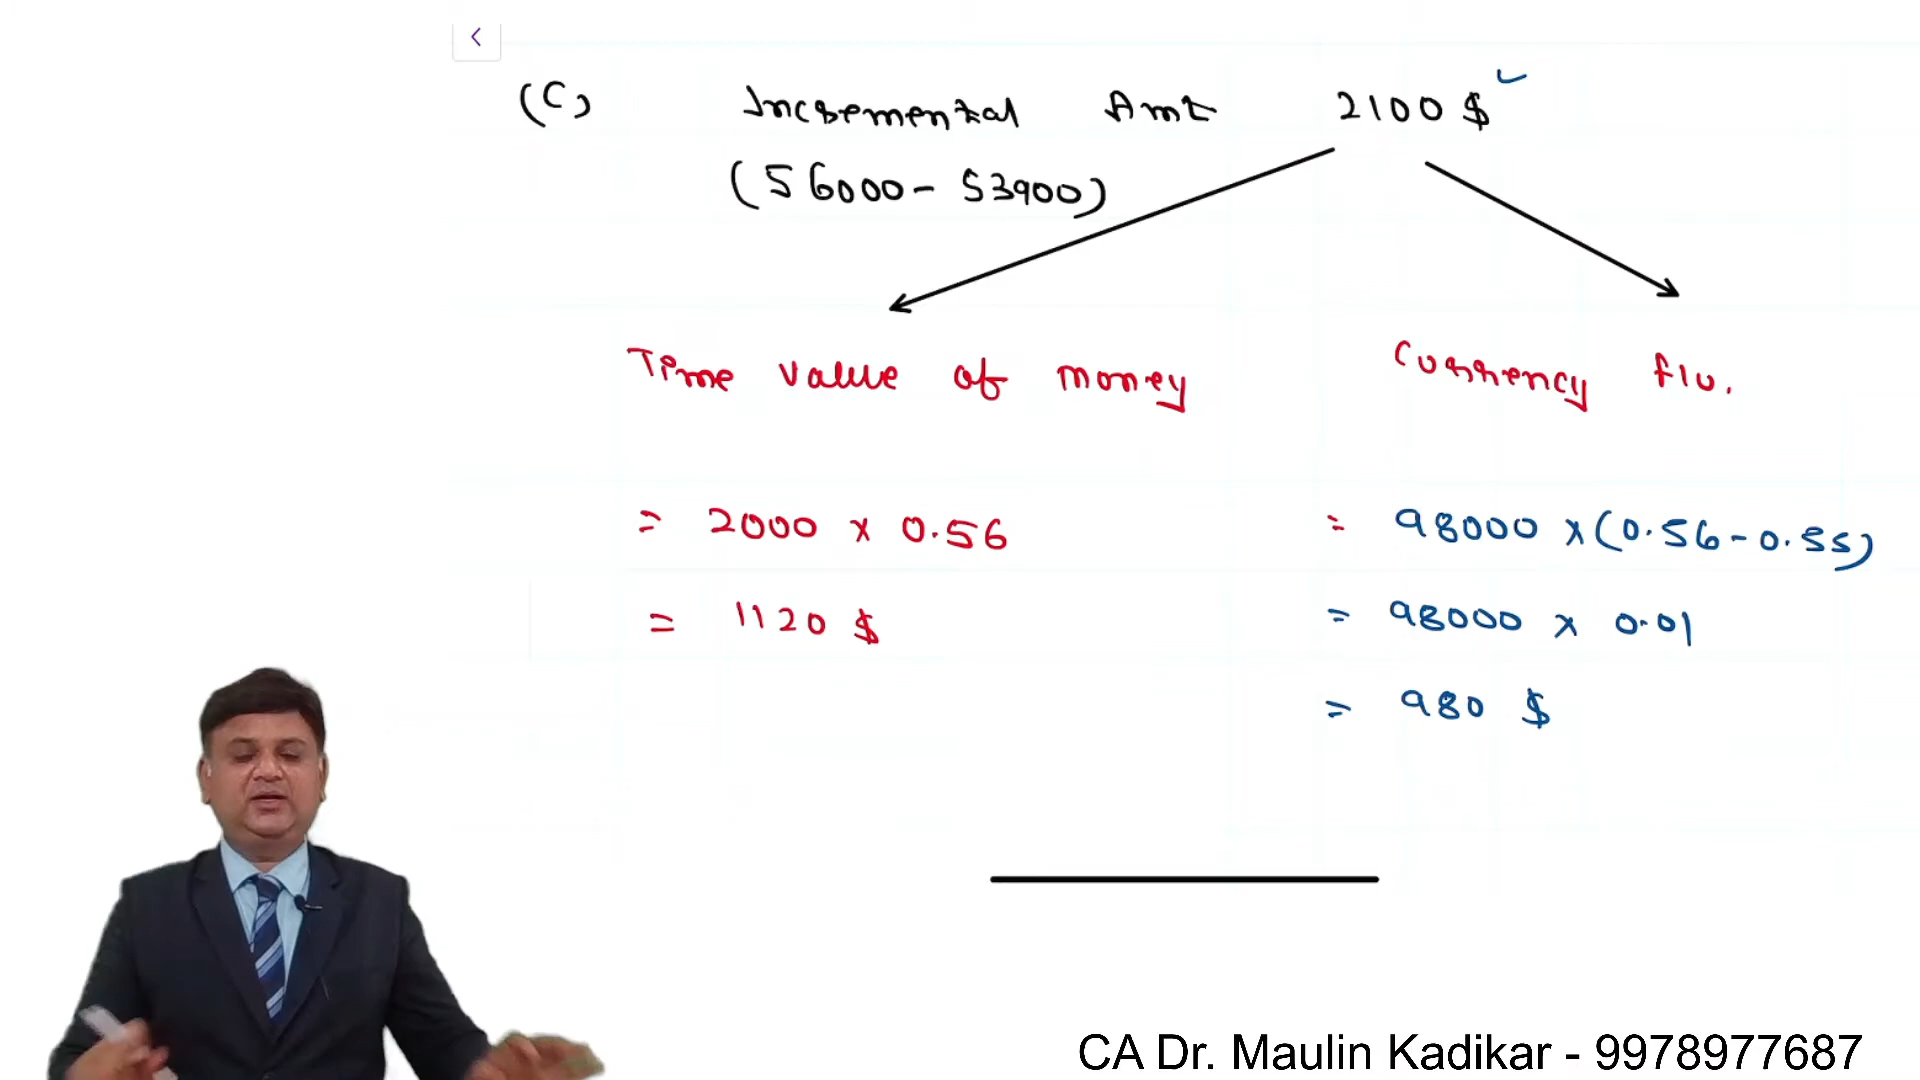 (C) Incremental Amt 2100 $
(56000 - 53900)
Time value of money
Currency flu.
= 2000 x 0.56
= 98000 x (0.56 - 0.55)
= 1120 $
= 98000 x 0.01
= 980 $
CA Dr. Maulin Kadikar - 9978977687